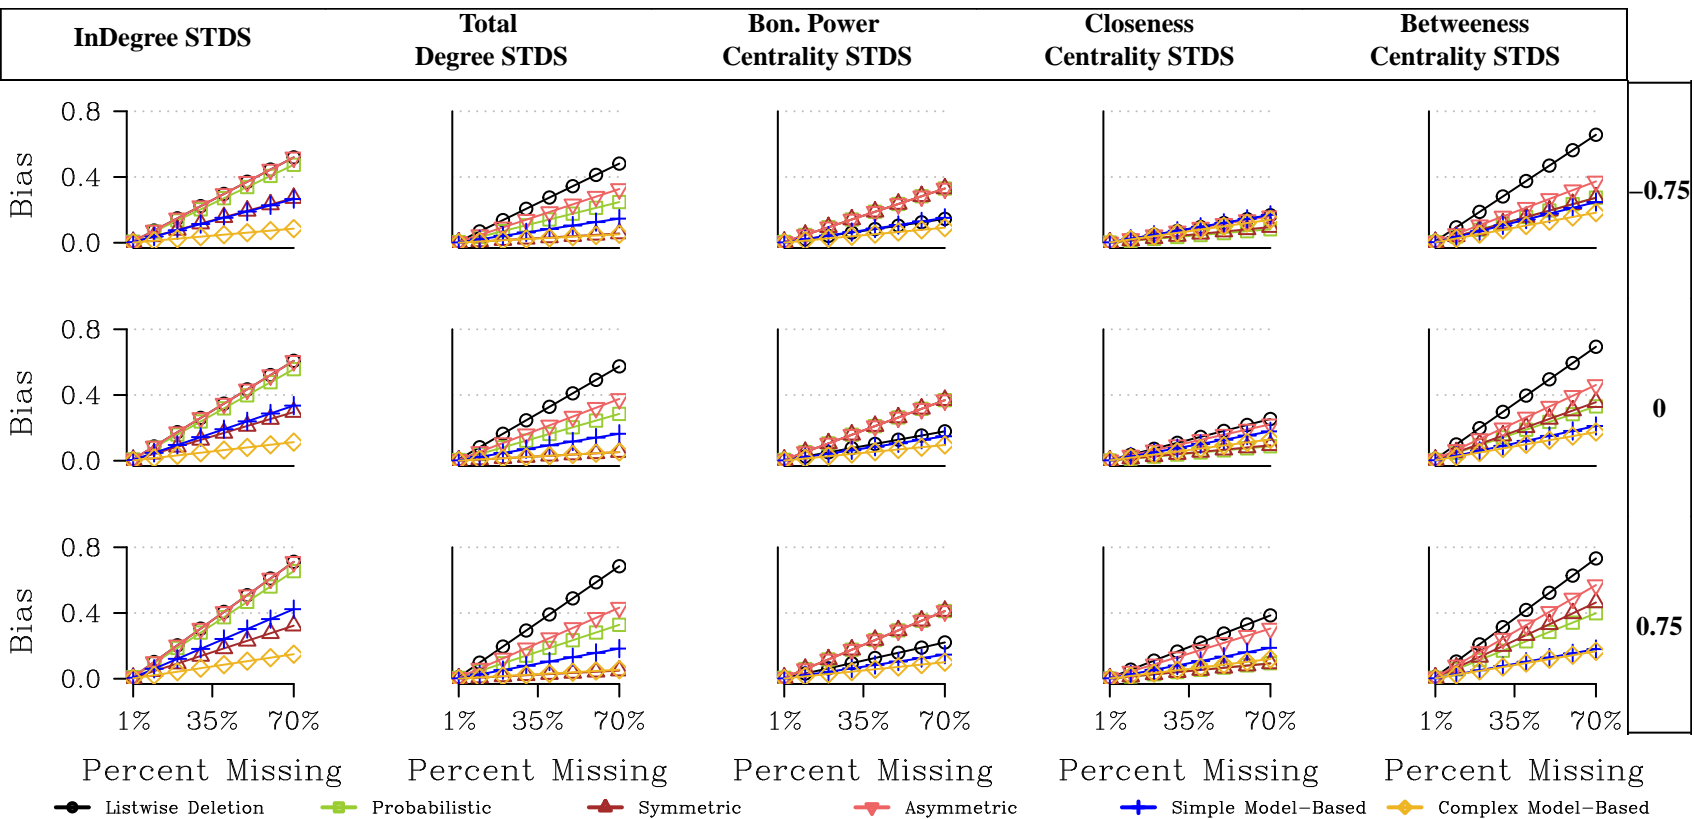 InDegree STDS
Total
Degree STDS
Bon. Power
Centrality STDS
Closeness
Centrality STDS
Betweeness
Centrality STDS
0.8
0.4
0.0
Bias
−0.75
0.8
0.4
0.0
Bias
0
0.8
0.4
0.0
Bias
0.75
1% 35% 70%
1% 35% 70%
1% 35% 70%
1% 35% 70%
1% 35% 70%
Percent Missing
Percent Missing
Percent Missing
Percent Missing
Percent Missing
Listwise Deletion
Probabilistic
Symmetric
Asymmetric
Simple Model−Based
Complex Model−Based